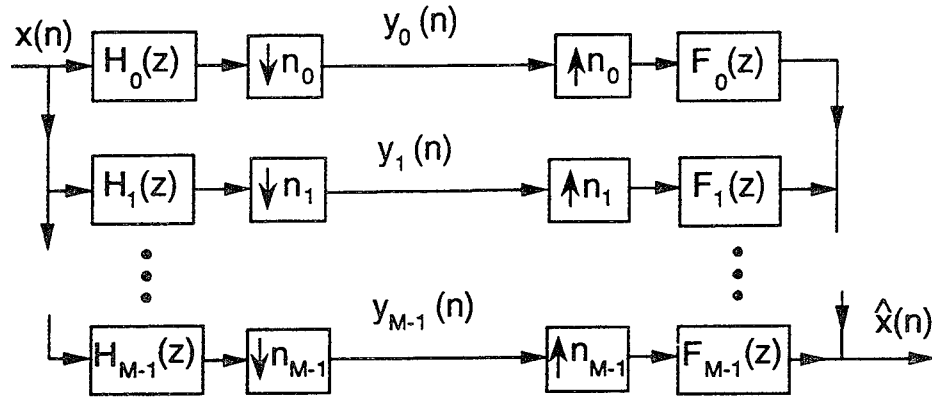 x(n) y₀(n)
H₀(z) ↓n₀ ↑n₀ F₀(z)
y₁(n)
H₁(z) ↓n₁ ↑n₁ F₁(z)
y_{M-1}(n) x̂(n)
H_{M-1}(z) ↓n_{M-1} ↑n_{M-1} F_{M-1}(z)